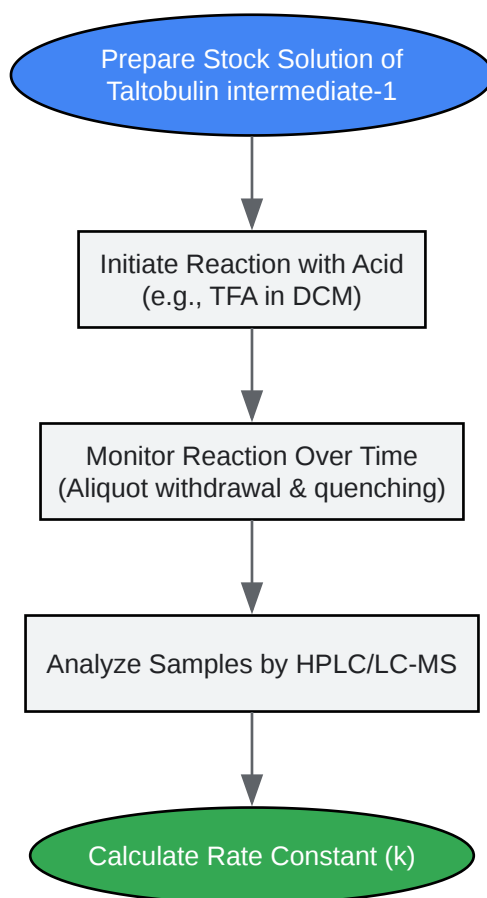 Prepare Stock Solution of
Taltobulin intermediate-1
Initiate Reaction with Acid
(e.g., TFA in DCM)
Monitor Reaction Over Time
(Aliquot withdrawal & quenching)
Analyze Samples by HPLC/LC-MS
Calculate Rate Constant (k)